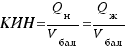 КИН = Qн / Vбал = Qж / Vбал